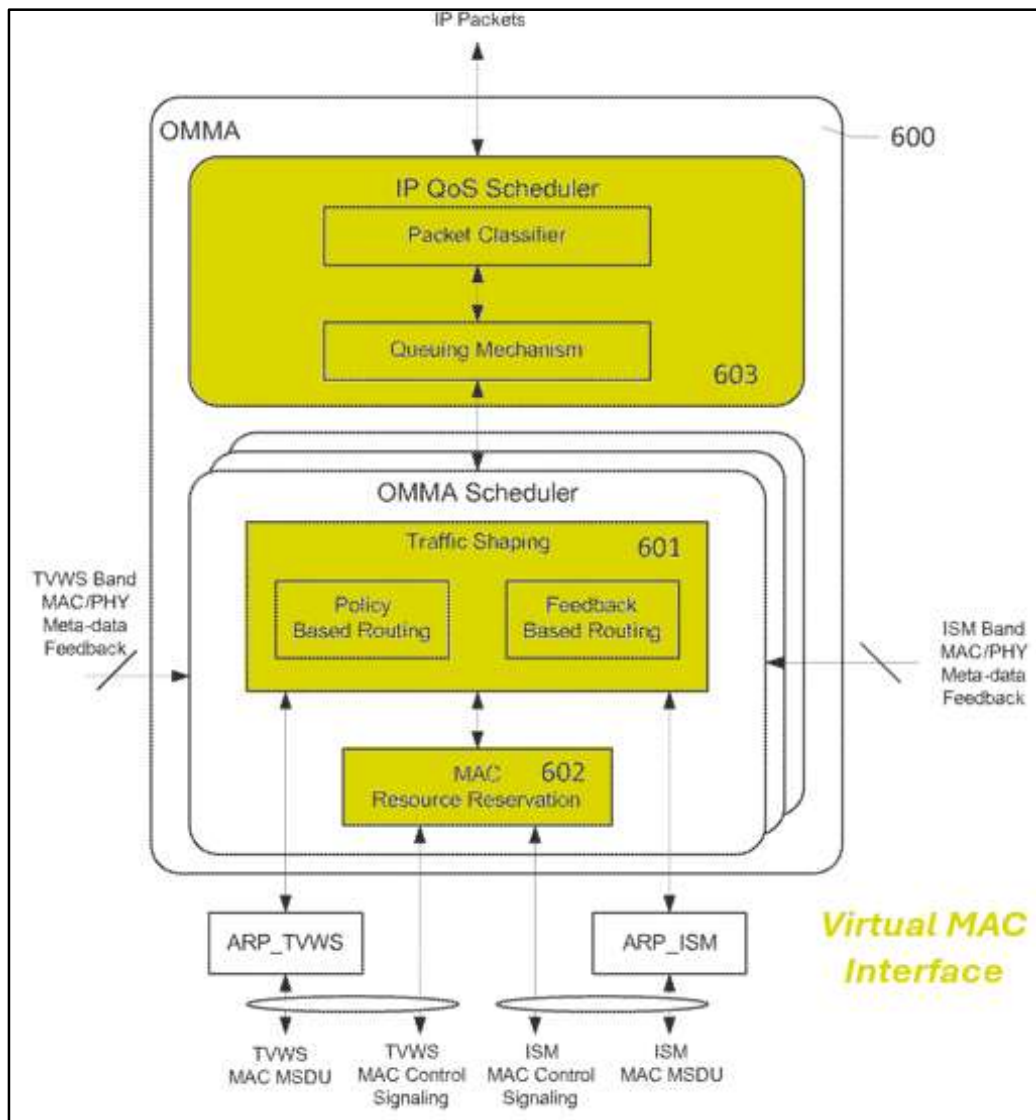 IP Packets
OMMA
600
IP QoS Scheduler
Packet Classifier
Queuing Mechanism
603
OMMA Scheduler
Traffic Shaping
601
Policy
Based Routing
Feedback
Based Routing
TVWS Band
MAC/PHY
Meta-data
Feedback
ISM Band
MAC/PHY
Meta-data
Feedback
MAC
602
Resource Reservation
ARP_TVWS
ARP_ISM
Virtual MAC
Interface
TVWS
MAC MSDU
TVWS
MAC Control
Signaling
ISM
MAC Control
Signaling
ISM
MAC MSDU